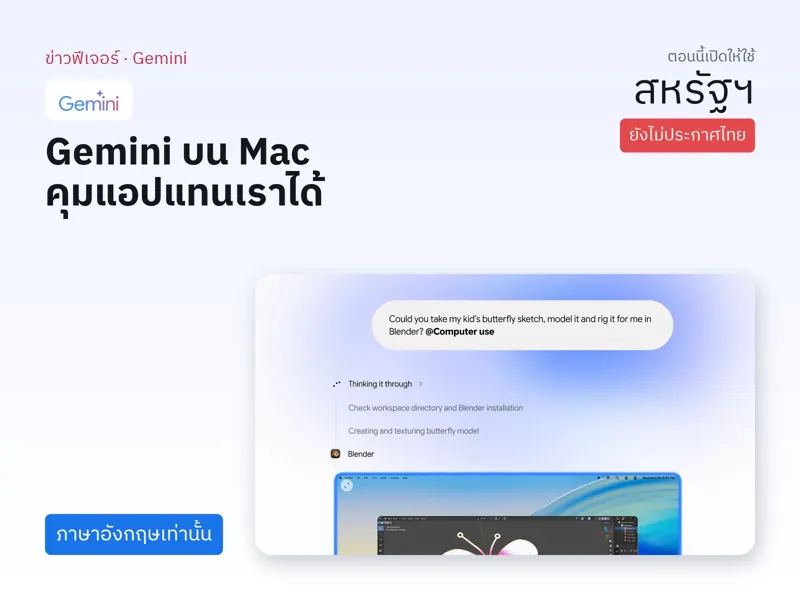 ข่าวฟีเจอร์ · Gemini
Gemini
Gemini บน Mac
คุมแอปแทนเราได้
ตอนนี้เปิดให้ใช้
สหรัฐฯ
ยังไม่ประกาศไทย
Could you take my kid's butterfly sketch, model it and rig it for me in
Blender? @Computer use
Thinking it through
Check workspace directory and Blender installation
Creating and texturing butterfly model
Blender
ภาษาอังกฤษเท่านั้น